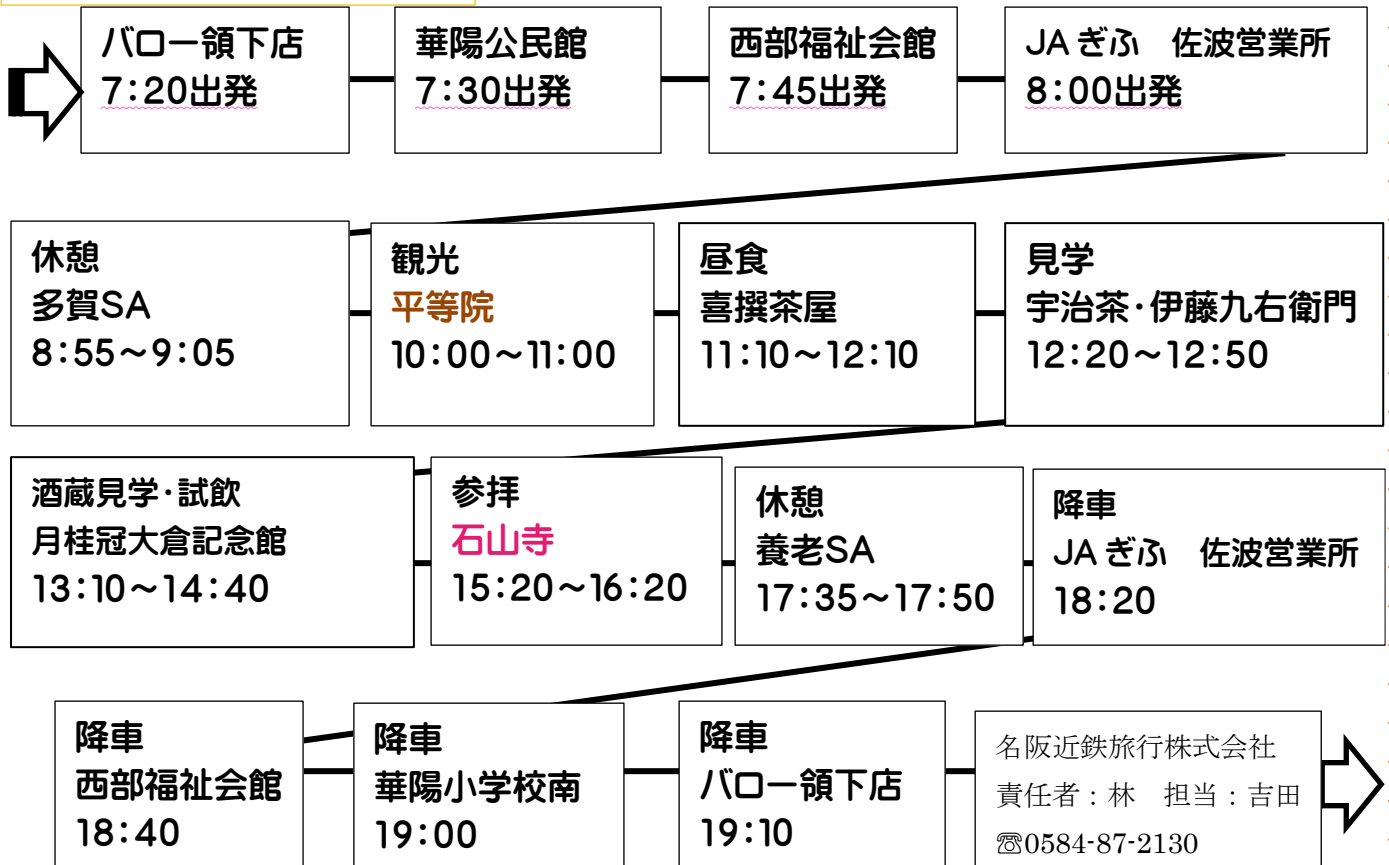 バロー領下店
7:20出発
華陽公民館
7:30出発
西部福祉会館
7:45出発
JAぎふ　佐波営業所
8:00出発
休憩
多賀SA
8:55～9:05
観光
平等院
10:00～11:00
昼食
喜撰茶屋
11:10～12:10
見学
宇治茶･伊藤九右衛門
12:20～12:50
酒蔵見学･試飲
月桂冠大倉記念館
13:10～14:40
参拝
石山寺
15:20～16:20
休憩
養老SA
17:35～17:50
降車
JAぎふ　佐波営業所
18:20
降車
西部福祉会館
18:40
降車
華陽小学校南
19:00
降車
バロー領下店
19:10
名阪近鉄旅行株式会社
責任者：林　担当：吉田
☏0584-87-2130